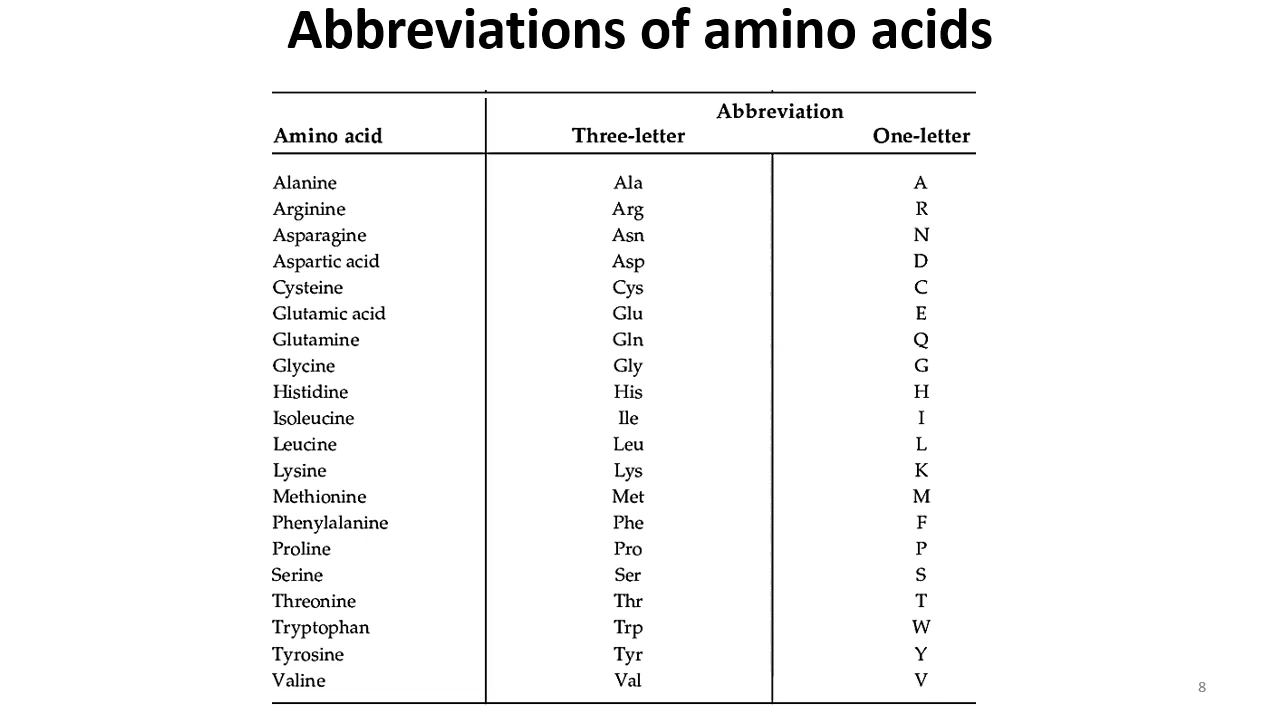 Abbreviations of amino acids
Abbreviation
Amino acid Three-letter One-letter
Alanine Ala A
Arginine Arg R
Asparagine Asn N
Aspartic acid Asp D
Cysteine Cys C
Glutamic acid Glu E
Glutamine Gln Q
Glycine Gly G
Histidine His H
Isoleucine Ile I
Leucine Leu L
Lysine Lys K
Methionine Met M
Phenylalanine Phe F
Proline Pro P
Serine Ser S
Threonine Thr T
Tryptophan Trp W
Tyrosine Tyr Y
Valine Val V
8